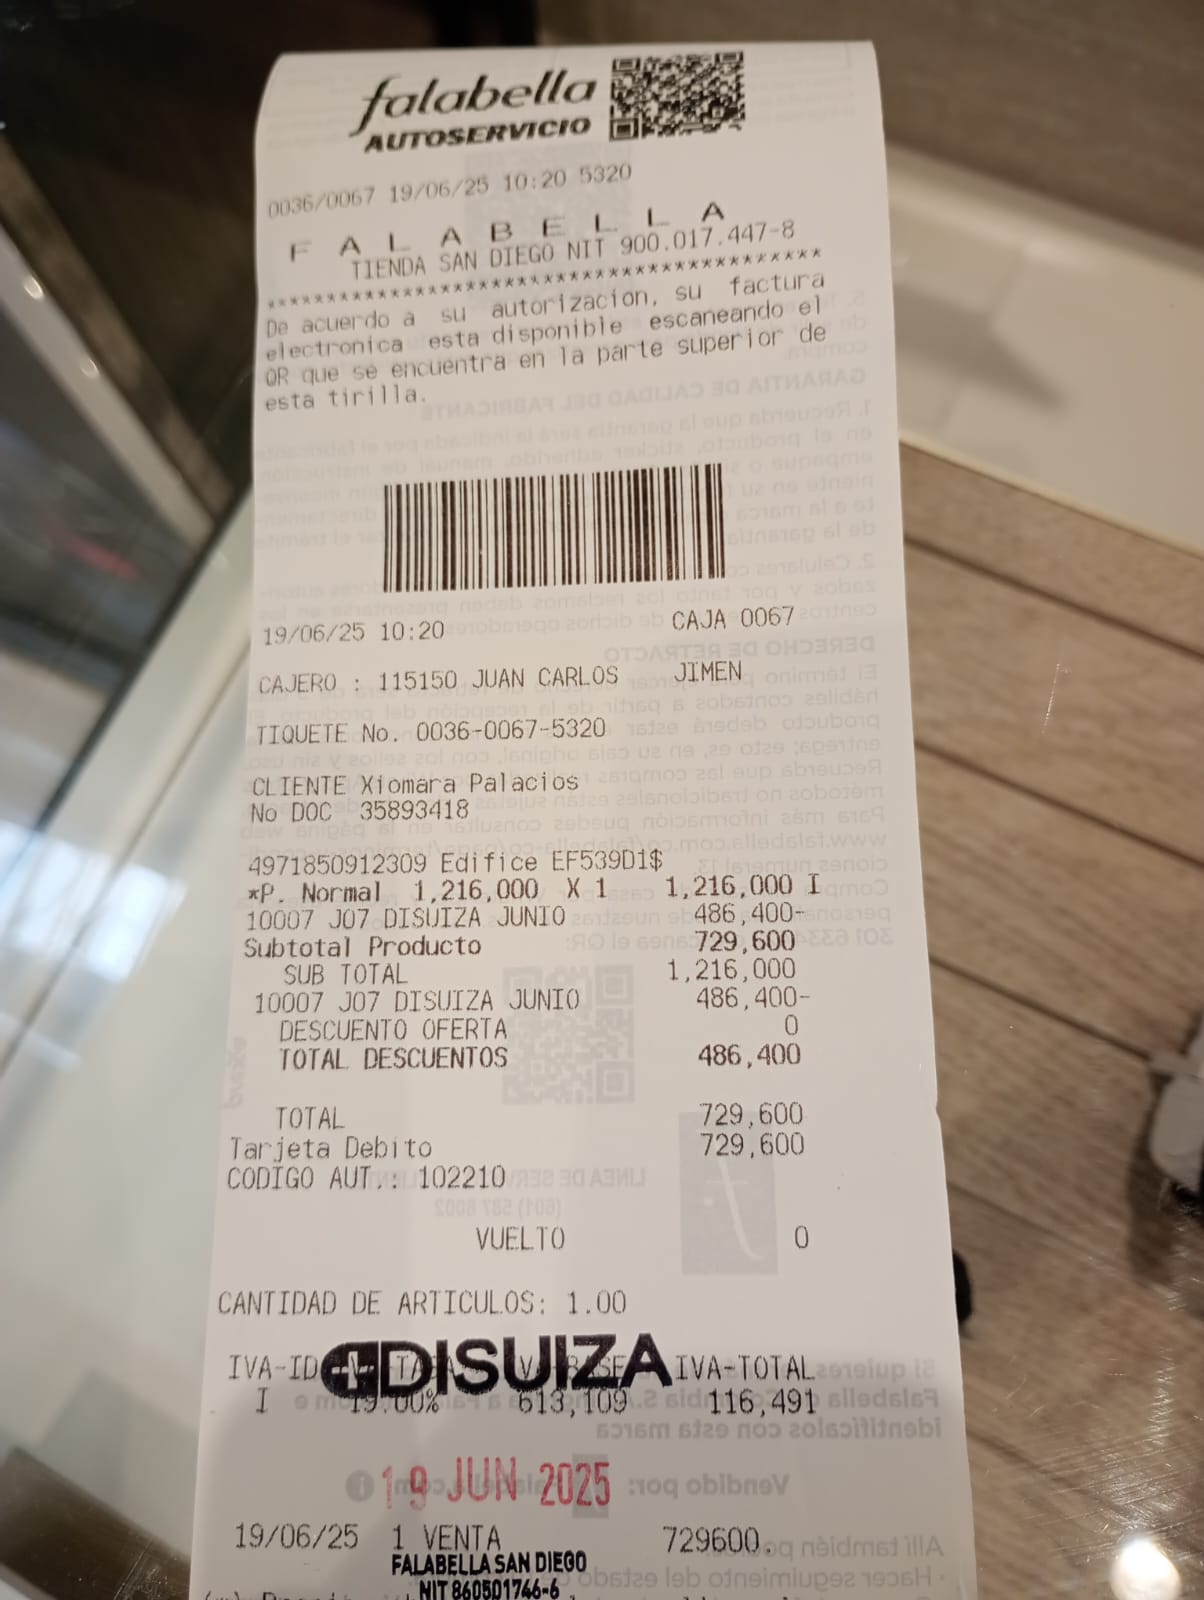 falabella
AUTOSERVICIO
0036/0067 19/06/25 10:20 5320
F A L A B E L L A
TIENDA SAN DIEGO NIT 900.017.447-8
****************************************
De acuerdo a su autorizacion, su factura
electronica esta disponible escaneando el
QR que se encuentra en la parte superior de
esta tirilla.
19/06/25 10:20 CAJA 0067
CAJERO : 115150 JUAN CARLOS JIMEN
TIQUETE No. 0036-0067-5320
CLIENTE Xiomara Palacios
No DOC 35893418
4971850912309 Edifice EF539D1$
*P. Normal 1,216,000 X 1 1,216,000 I
10007 J07 DISUIZA JUNIO 486,400-
Subtotal Producto 729,600
SUB TOTAL 1,216,000
10007 J07 DISUIZA JUNIO 486,400-
DESCUENTO OFERTA 0
TOTAL DESCUENTOS 486,400
TOTAL 729,600
Tarjeta Debito 729,600
CODIGO AUT.: 102210
VUELTO 0
CANTIDAD DE ARTICULOS: 1.00
DISUIZA
IVA-ID IVA-TOTAL
I 19.00% 613,109 116,491
19 JUN 2025
19/06/25 1 VENTA 729600.
FALABELLA SAN DIEGO
NIT 860501746-6